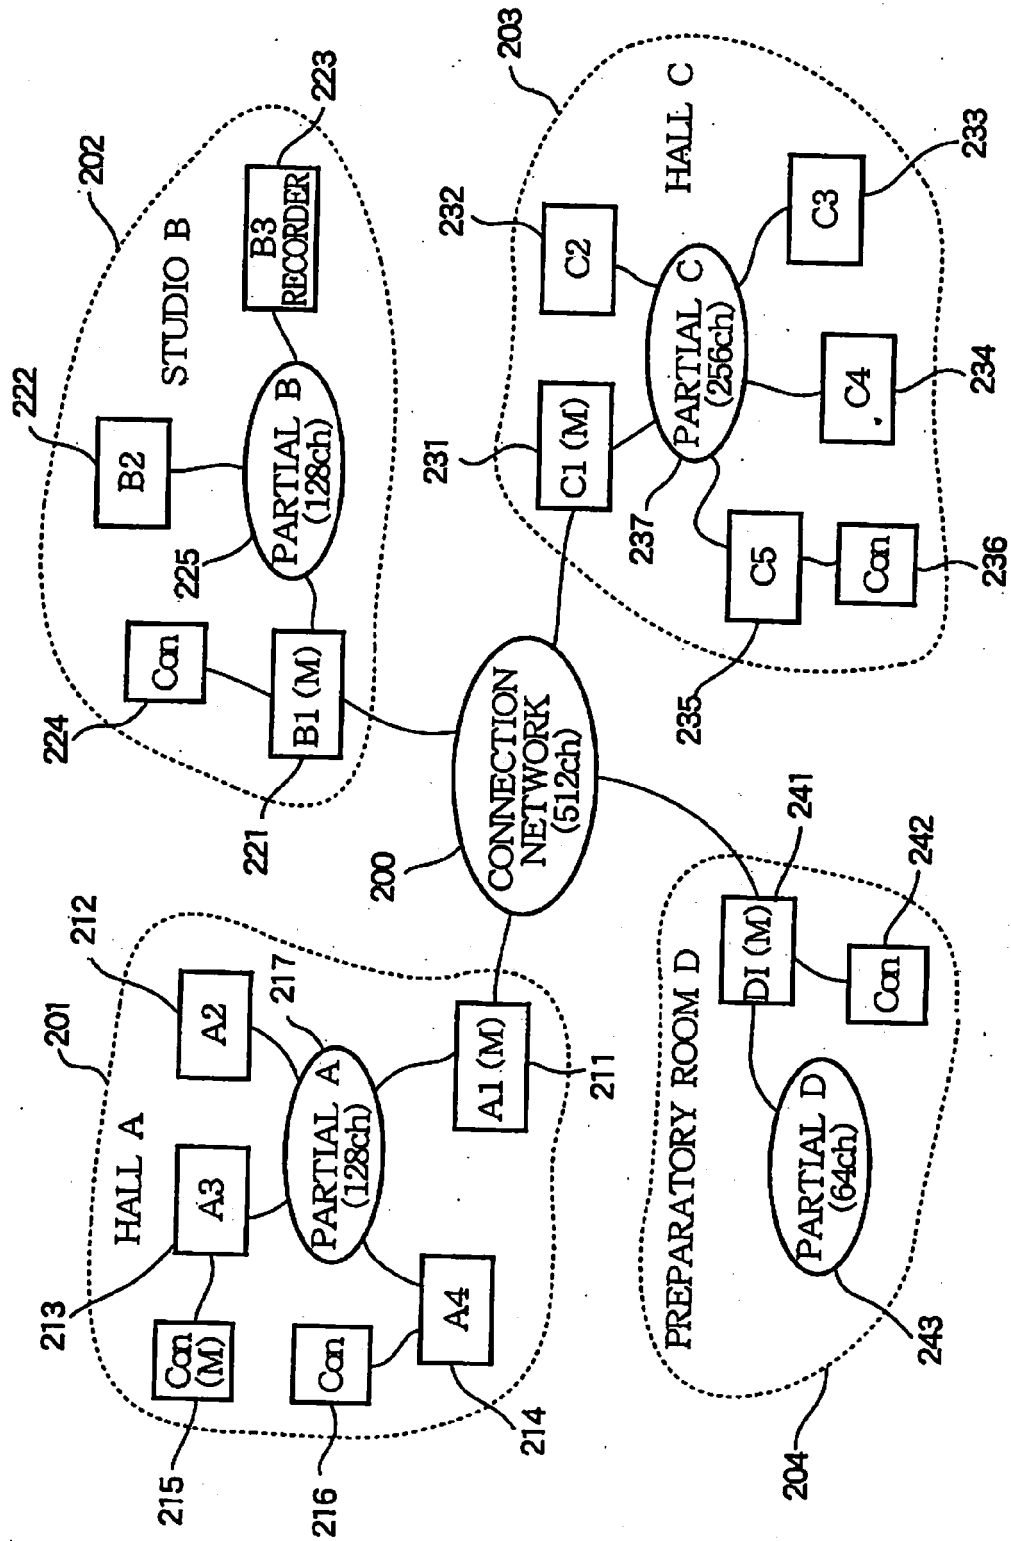 201
HALL A
212
A2
213
A3
215
Con
(M)
216
Con
214
A4
217
PARTIAL A
(128ch)
A1 (M)
211
202
STUDIO B
222
B2
223
B3
RECORDER
224
Con
225
PARTIAL B
(128ch)
221
B1 (M)
200
CONNECTION
NETWORK
(512ch)
203
HALL C
232
C2
231
C1 (M)
237
PARTIAL C
(256ch)
C3
233
C4
234
C5
235
Con
236
204
PREPARATORY ROOM D
D1 (M)
241
Con
242
PARTIAL D
(64ch)
243